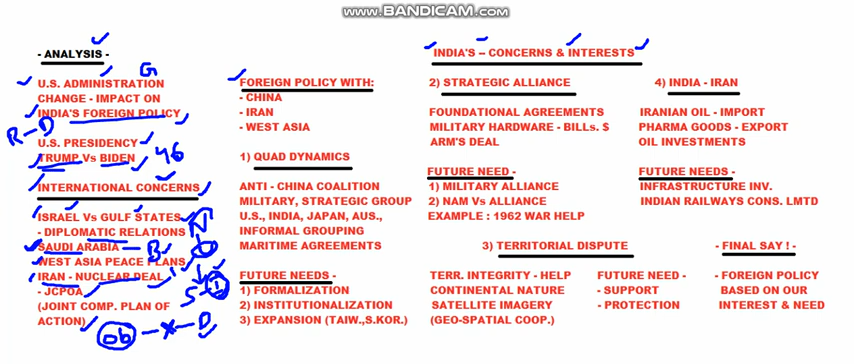 www.BANDICAM.com
- ANALYSIS -
U.S. ADMINISTRATION
CHANGE - IMPACT ON
INDIA'S FOREIGN POLICY
R - D
U.S. PRESIDENCY
TRUMP Vs BIDEN
46
INTERNATIONAL CONCERNS
ISRAEL Vs GULF STATES
- DIPLOMATIC RELATIONS
SAUDI ARABIA - B
WEST ASIA PEACE PLANS
IRAN - NUCLEAR DEAL
- JCPOA
(JOINT COMP. PLAN OF
ACTION)
Ob - X - D
FOREIGN POLICY WITH:
- CHINA
- IRAN
- WEST ASIA
1) QUAD DYNAMICS
ANTI - CHINA COALITION
MILITARY, STRATEGIC GROUP
U.S., INDIA, JAPAN, AUS.,
INFORMAL GROUPING
MARITIME AGREEMENTS
FUTURE NEEDS -
1) FORMALIZATION
2) INSTITUTIONALIZATION
3) EXPANSION (TAIW.,S.KOR.)
INDIA'S -- CONCERNS & INTERESTS
2) STRATEGIC ALLIANCE
FOUNDATIONAL AGREEMENTS
MILITARY HARDWARE - BILLs. $
ARM'S DEAL
FUTURE NEED -
1) MILITARY ALLIANCE
2) NAM Vs ALLIANCE
EXAMPLE : 1962 WAR HELP
4) INDIA - IRAN
IRANIAN OIL - IMPORT
PHARMA GOODS - EXPORT
OIL INVESTMENTS
FUTURE NEEDS -
INFRASTRUCTURE INV.
INDIAN RAILWAYS CONS. LMTD
3) TERRITORIAL DISPUTE
TERR. INTEGRITY - HELP
CONTINENTAL NATURE
SATELLITE IMAGERY
(GEO-SPATIAL COOP.)
FUTURE NEED -
- SUPPORT
- PROTECTION
- FINAL SAY ! -
- FOREIGN POLICY
BASED ON OUR
INTEREST & NEED